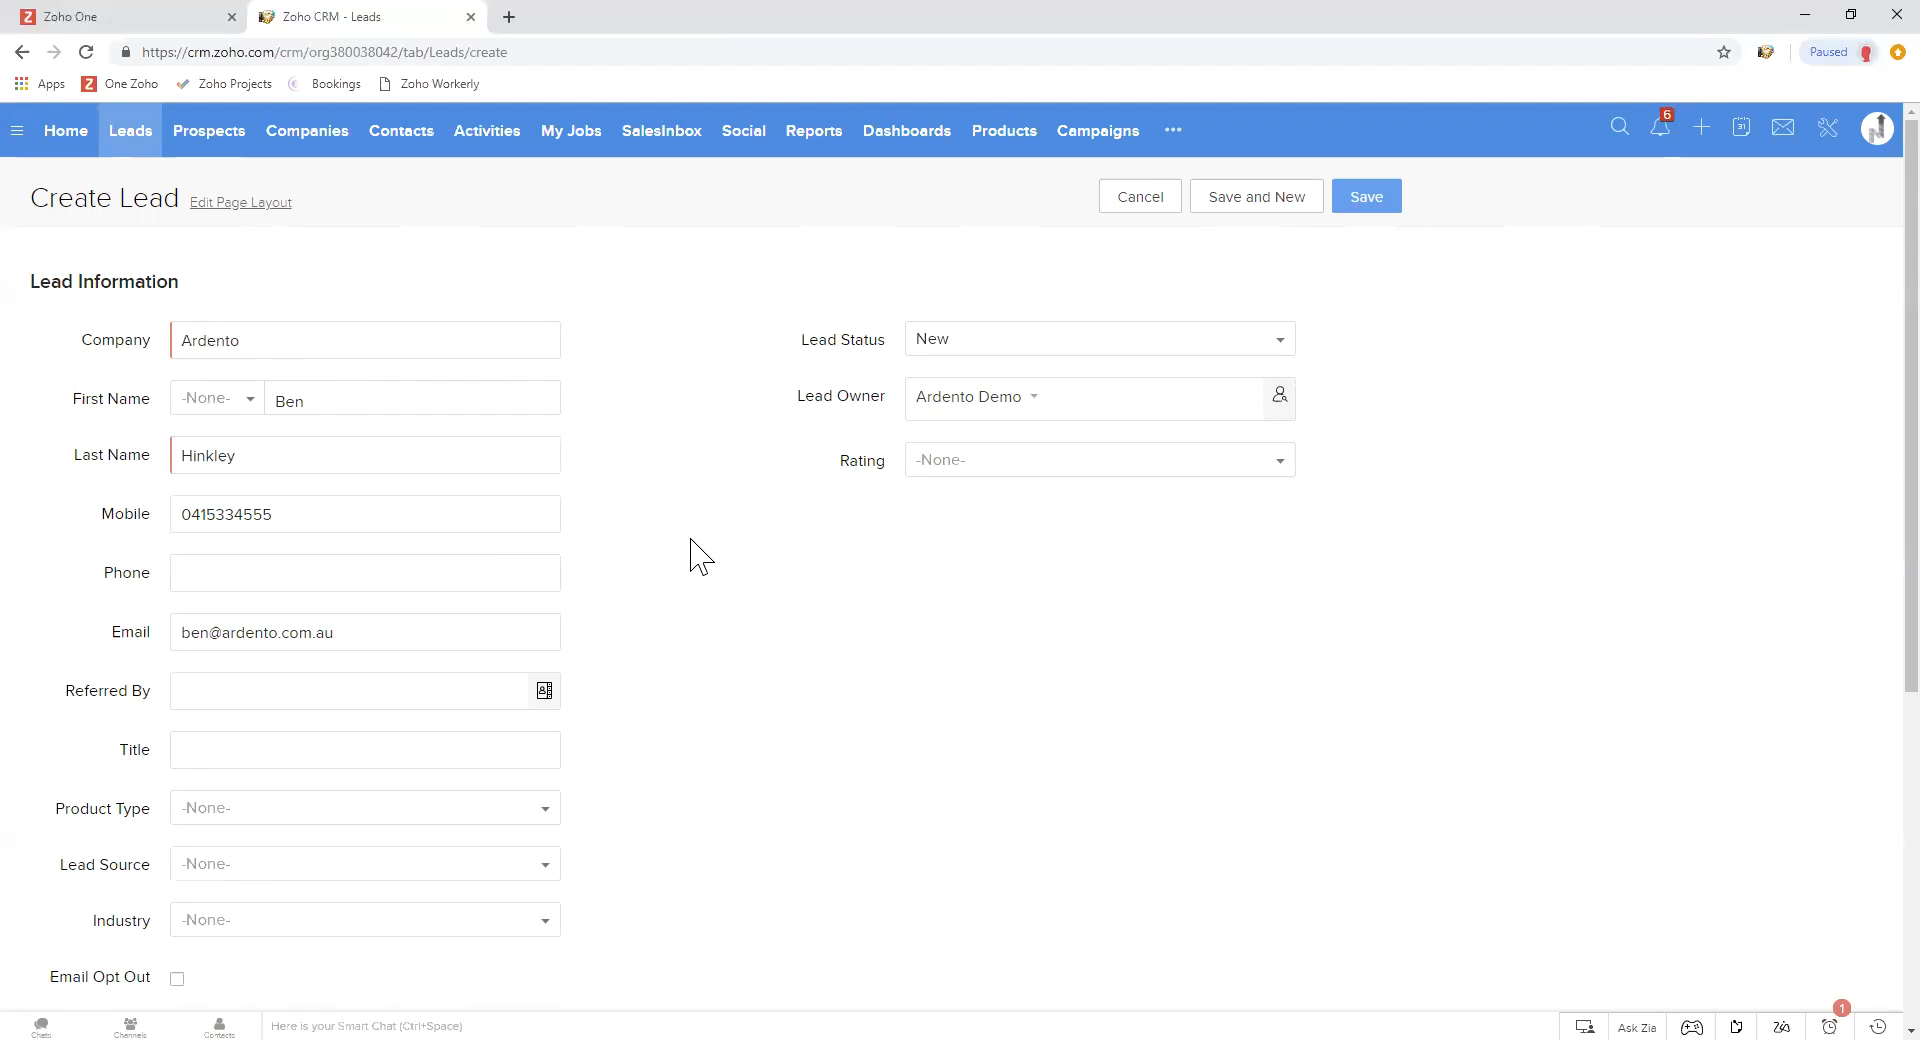 Zoho One
Zoho CRM - Leads
https://crm.zoho.com/crm/org380038042/tab/Leads/create
Paused
Apps
One Zoho
Zoho Projects
Bookings
Zoho Workerly
Home
Leads
Prospects
Companies
Contacts
Activities
My Jobs
SalesInbox
Social
Reports
Dashboards
Products
Campaigns
6
31
Create Lead
Edit Page Layout
Cancel
Save and New
Save
Lead Information
Company
Ardento
Lead Status
New
First Name
-None-
Ben
Lead Owner
Ardento Demo
Last Name
Hinkley
Rating
-None-
Mobile
0415334555
Phone
Email
ben@ardento.com.au
Referred By
Title
Product Type
-None-
Lead Source
-None-
Industry
-None-
Email Opt Out
Chats
Channels
Contacts
Here is your Smart Chat (Ctrl+Space)
Ask Zia
1